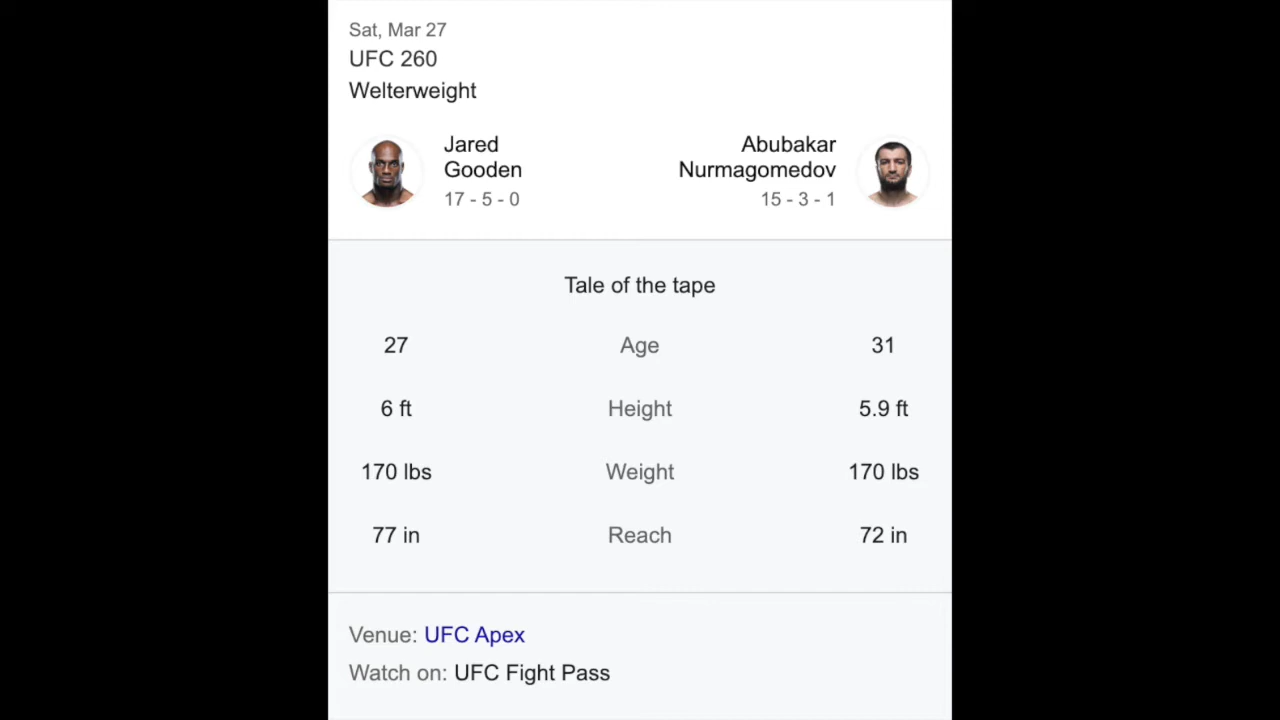 Sat, Mar 27
UFC 260
Welterweight
Jared
Gooden
17 - 5 - 0
Abubakar
Nurmagomedov
15 - 3 - 1
Tale of the tape
27 Age 31
6 ft Height 5.9 ft
170 lbs Weight 170 lbs
77 in Reach 72 in
Venue: UFC Apex
Watch on: UFC Fight Pass